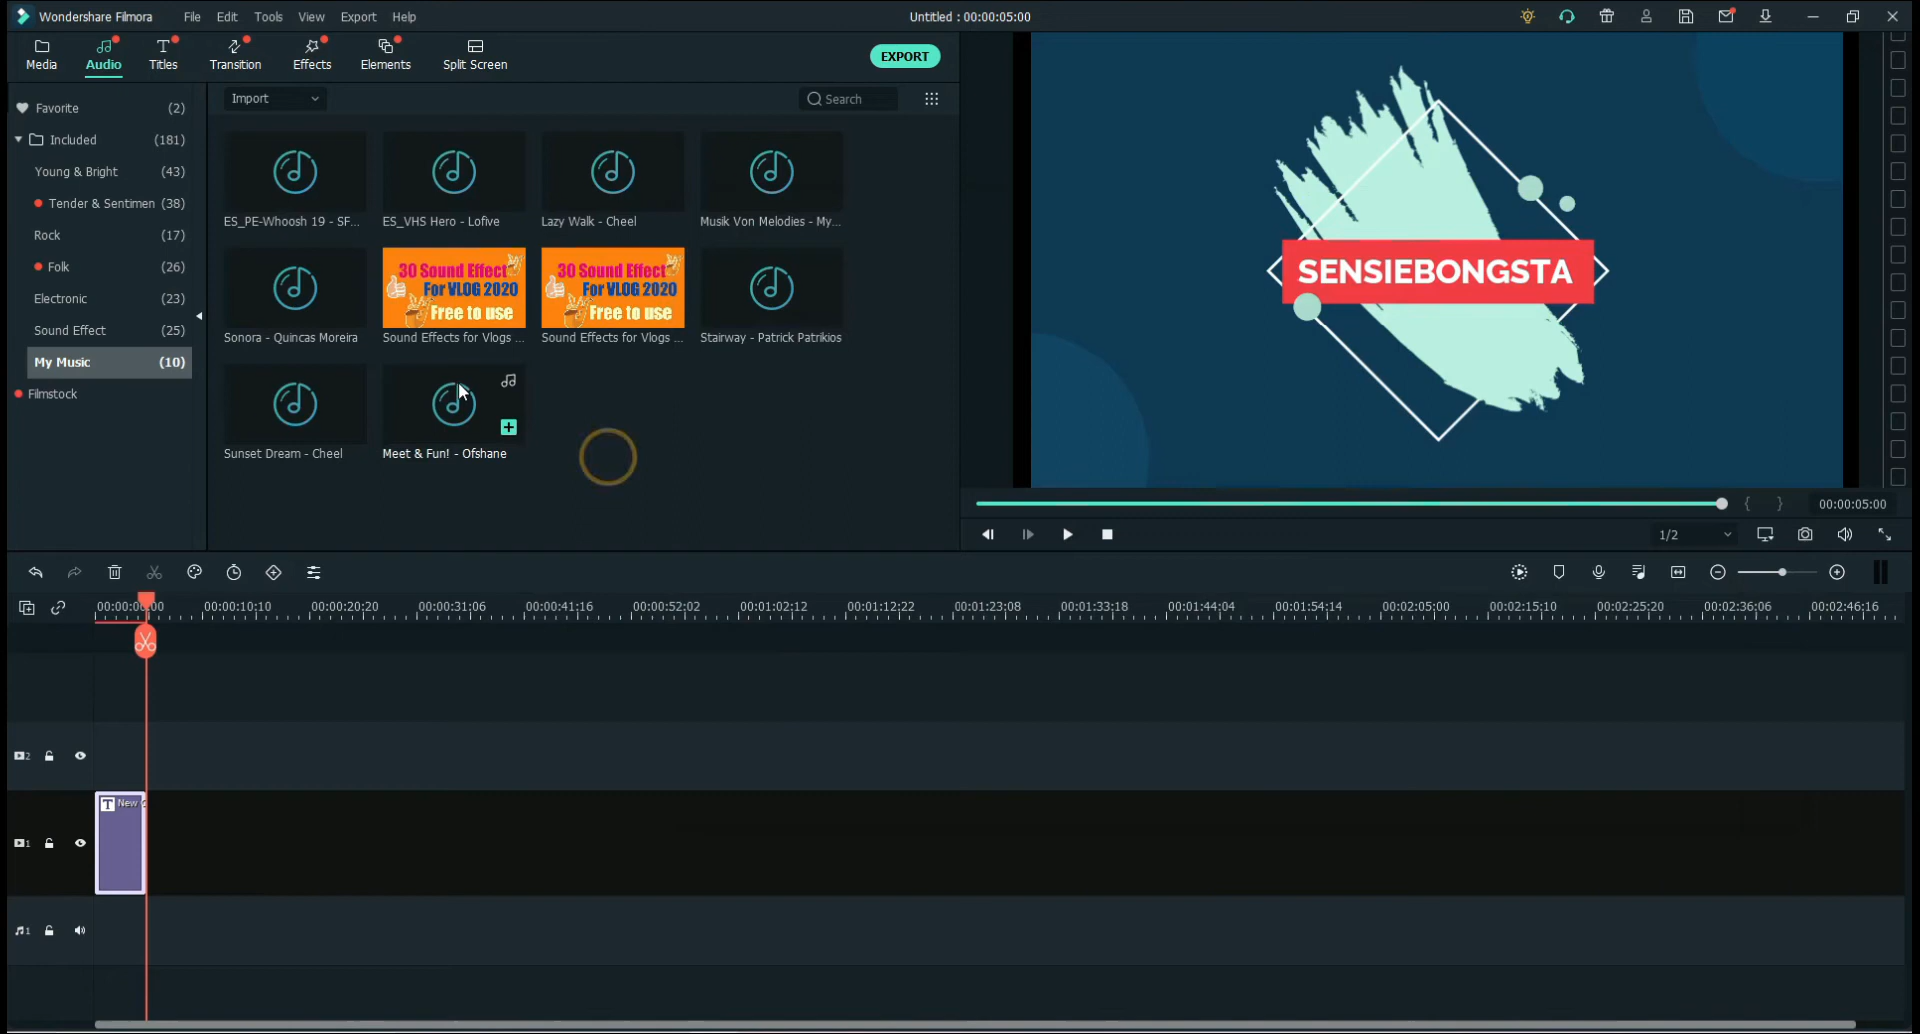 Wondershare Filmora File Edit Tools View Export Help Untitled : 00:00:05:00
Media Audio Titles Transition Effects Elements Split Screen EXPORT
Import Search
Favorite (2)
Included (181)
Young & Bright (43)
Tender & Sentimen (38)
Rock (17)
Folk (26)
Electronic (23)
Sound Effect (25)
My Music (10)
Filmstock
ES_PE-Whoosh 19 - SF... ES_VHS Hero - Lofive Lazy Walk - Cheel Musik Von Melodies - My...
30 Sound Effect
For VLOG 2020
Free to use
30 Sound Effect
For VLOG 2020
Free to use
Sonora - Quincas Moreira Sound Effects for Vlogs ... Sound Effects for Vlogs ... Stairway - Patrick Patrikios
Sunset Dream - Cheel Meet & Fun! - Ofshane
SENSIEBONGSTA
{ } 00:00:05:00
1/2
00:00:10:10 00:00:20:20 00:00:31:06 00:00:41:16 00:00:52:02 00:01:02:12 00:01:12:22 00:01:23:08 00:01:33:18 00:01:44:04 00:01:54:14 00:02:05:00 00:02:15:10 00:02:25:20 00:02:36:06 00:02:46:16
2
T New
1
1